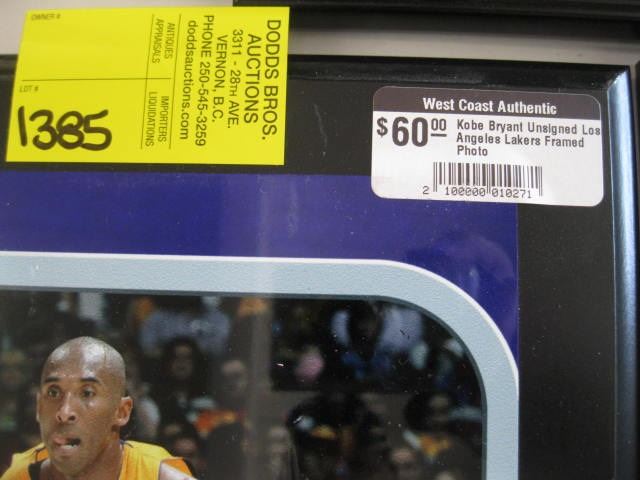 OWNER #
ANTIQUES
APPRAISALS
LOT #
1385
IMPORTERS
LIQUIDATIONS
DODDS BROS.
AUCTIONS
3311 - 28TH AVE.
VERNON, B.C.
PHONE 250-545-3259
doddsauctions.com
West Coast Authentic
$60.00
Kobe Bryant Unsigned Los
Angeles Lakers Framed
Photo
2 100000 010271